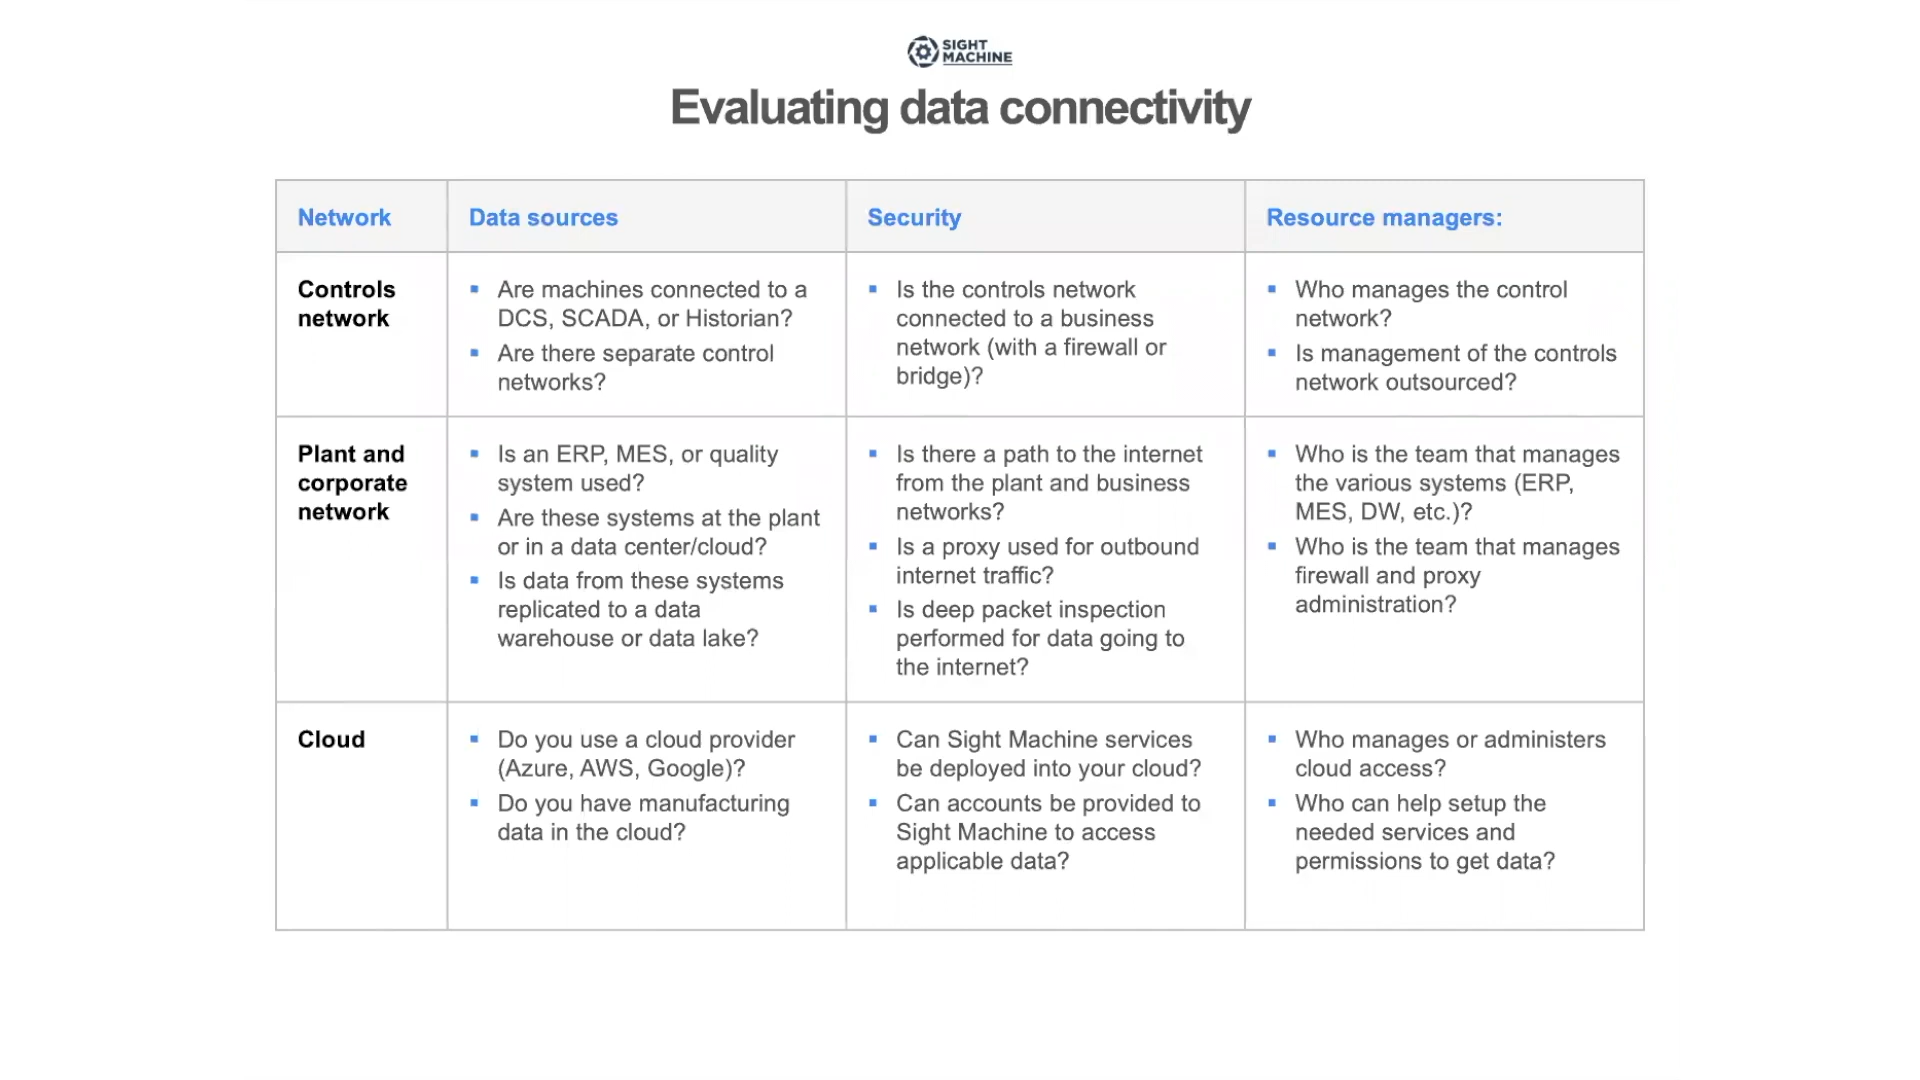 SIGHT
MACHINE
Evaluating data connectivity
Network
Data sources
Security
Resource managers:
Controls
network
▪ Are machines connected to a
DCS, SCADA, or Historian?
▪ Are there separate control
networks?
▪ Is the controls network
connected to a business
network (with a firewall or
bridge)?
▪ Who manages the control
network?
▪ Is management of the controls
network outsourced?
Plant and
corporate
network
▪ Is an ERP, MES, or quality
system used?
▪ Are these systems at the plant
or in a data center/cloud?
▪ Is data from these systems
replicated to a data
warehouse or data lake?
▪ Is there a path to the internet
from the plant and business
networks?
▪ Is a proxy used for outbound
internet traffic?
▪ Is deep packet inspection
performed for data going to
the internet?
▪ Who is the team that manages
the various systems (ERP,
MES, DW, etc.)?
▪ Who is the team that manages
firewall and proxy
administration?
Cloud
▪ Do you use a cloud provider
(Azure, AWS, Google)?
▪ Do you have manufacturing
data in the cloud?
▪ Can Sight Machine services
be deployed into your cloud?
▪ Can accounts be provided to
Sight Machine to access
applicable data?
▪ Who manages or administers
cloud access?
▪ Who can help setup the
needed services and
permissions to get data?